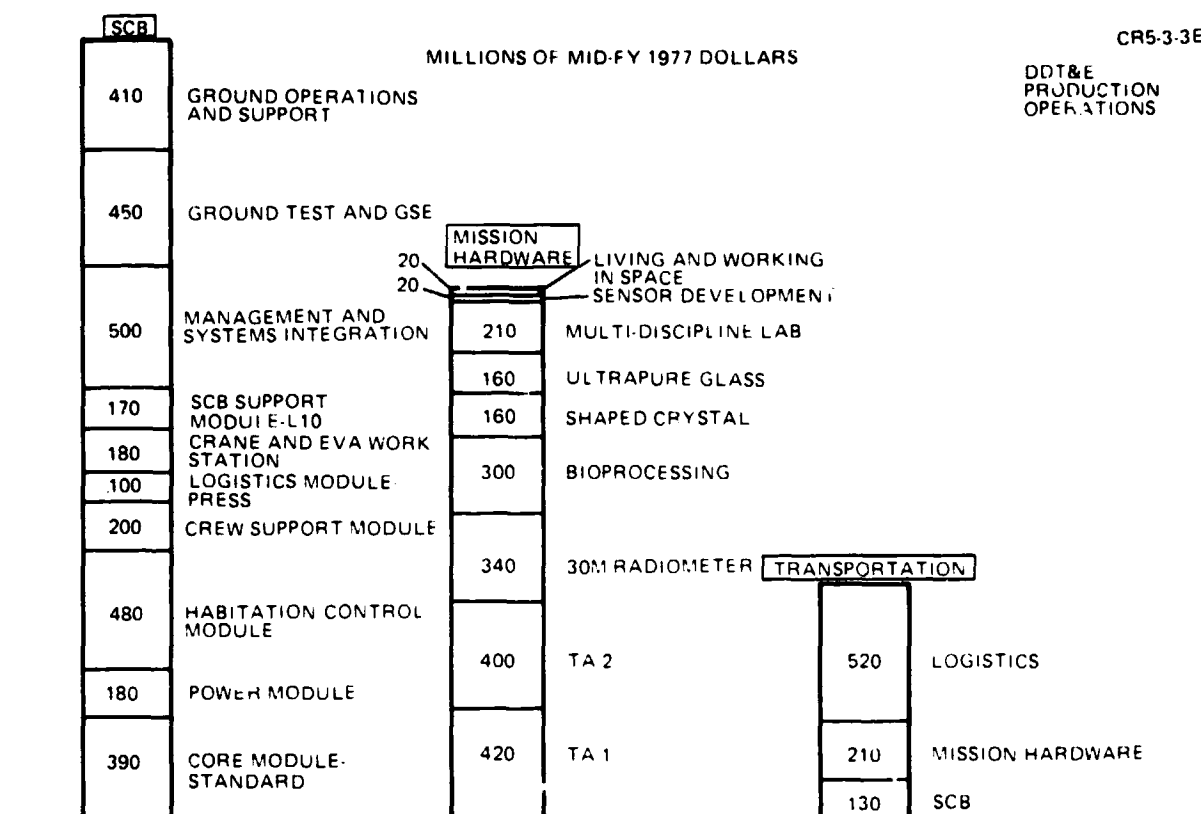 SCB
CR5-3-3E
MILLIONS OF MID-FY 1977 DOLLARS
DDT&E
PRODUCTION
OPERATIONS
410 GROUND OPERATIONS
AND SUPPORT
450 GROUND TEST AND GSE
500 MANAGEMENT AND
SYSTEMS INTEGRATION
170 SCB SUPPORT
MODULE-L10
180 CRANE AND EVA WORK
STATION
100 LOGISTICS MODULE-
PRESS
200 CREW SUPPORT MODULE
480 HABITATION CONTROL
MODULE
180 POWER MODULE
390 CORE MODULE-
STANDARD
MISSION
HARDWARE
20 LIVING AND WORKING
IN SPACE
20 SENSOR DEVELOPMENT
210 MULTI-DISCIPLINE LAB
160 ULTRAPURE GLASS
160 SHAPED CRYSTAL
300 BIOPROCESSING
340 30M RADIOMETER
400 TA 2
420 TA 1
TRANSPORTATION
520 LOGISTICS
210 MISSION HARDWARE
130 SCB